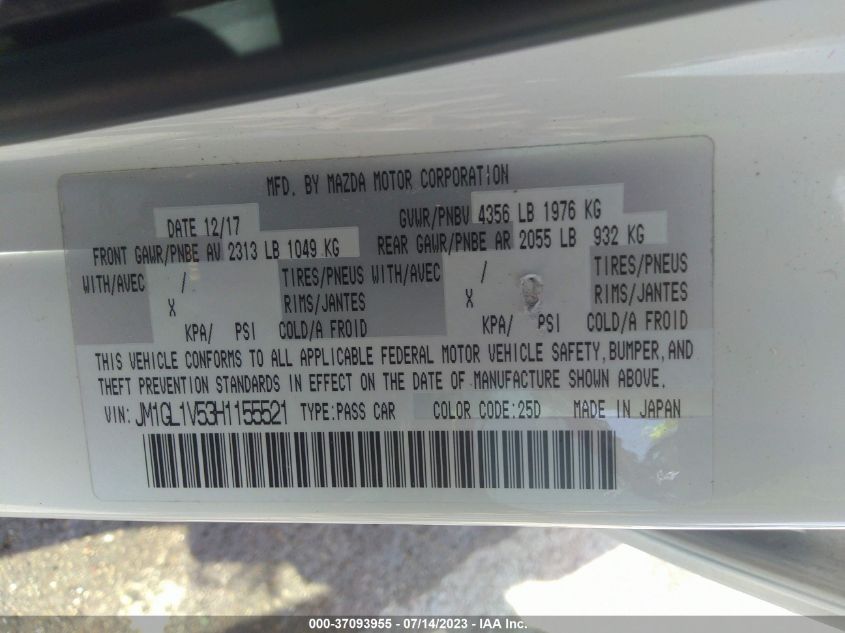 MFD. BY MAZDA MOTOR CORPORATION
DATE 12/17 GVWR/PNBV 4356 LB 1976 KG
FRONT GAWR/PNBE AV 2313 LB 1049 KG REAR GAWR/PNBE AR 2055 LB 932 KG
WITH/AVEC / TIRES/PNEUS WITH/AVEC / TIRES/PNEUS
X RIMS/JANTES X RIMS/JANTES
KPA/ PSI COLD/A FROID KPA/ PSI COLD/A FROID
THIS VEHICLE CONFORMS TO ALL APPLICABLE FEDERAL MOTOR VEHICLE SAFETY, BUMPER, AND
THEFT PREVENTION STANDARDS IN EFFECT ON THE DATE OF MANUFACTURE SHOWN ABOVE.
VIN: JM1GL1V53H1155521 TYPE:PASS CAR COLOR CODE:25D MADE IN JAPAN
000-37093955 - 07/14/2023 - IAA Inc.